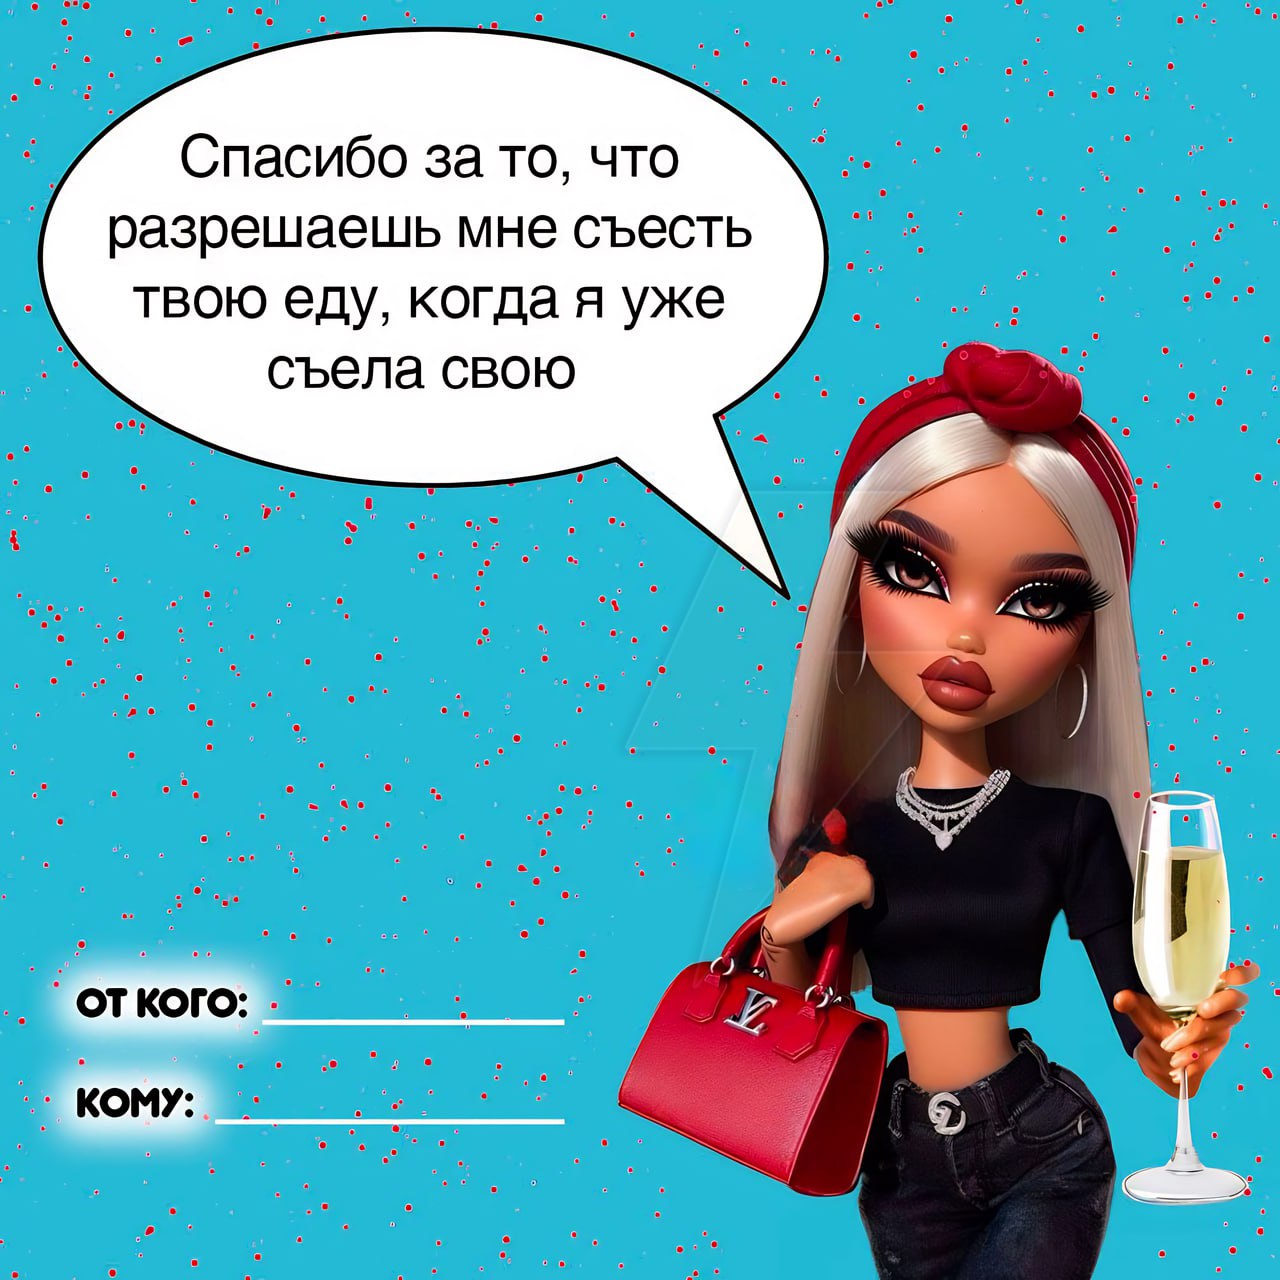 Спасибо за то, что
разрешаешь мне съесть
твою еду, когда я уже
съела свою
ОТ КОГО:
КОМУ: